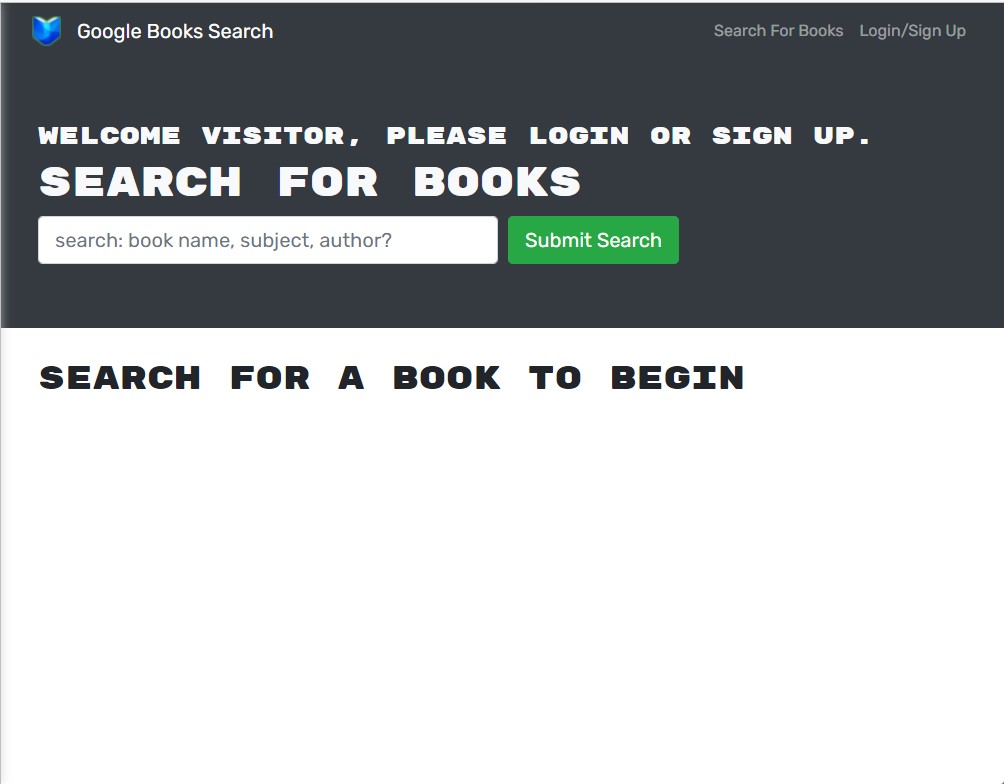 Google Books Search
Search For Books
Login/Sign Up
WELCOME VISITOR, PLEASE LOGIN OR SIGN UP.
SEARCH FOR BOOKS
search: book name, subject, author?
Submit Search
SEARCH FOR A BOOK TO BEGIN